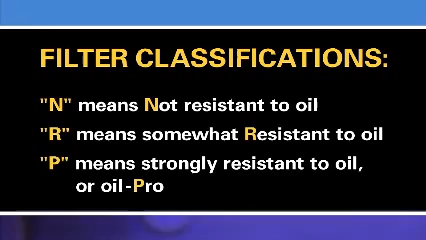 FILTER CLASSIFICATIONS:
"N" means Not resistant to oil
"R" means somewhat Resistant to oil
"P" means strongly resistant to oil,
or oil-Pro